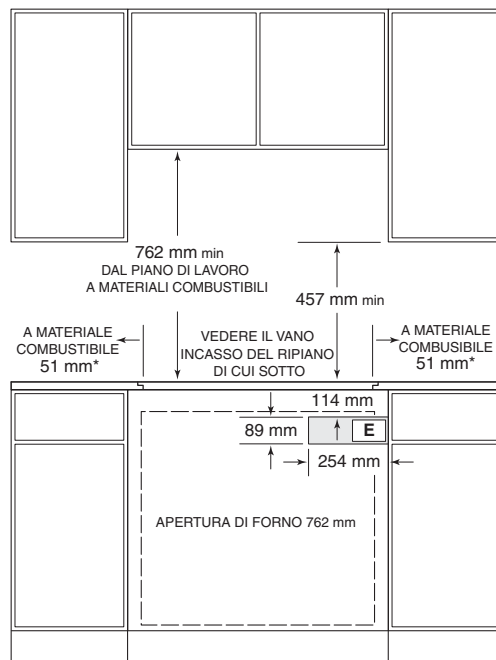 762 mm min
DAL PIANO DI LAVORO
A MATERIALI COMBUSTIBILI
457 mm min
A MATERIALE
COMBUSTIBILE
51 mm*
VEDERE IL VANO
INCASSO DEL RIPIANO
DI CUI SOTTO
A MATERIALE
COMBUSIBILE
51 mm*
114 mm
89 mm
E
254 mm
APERTURA DI FORNO 762 mm